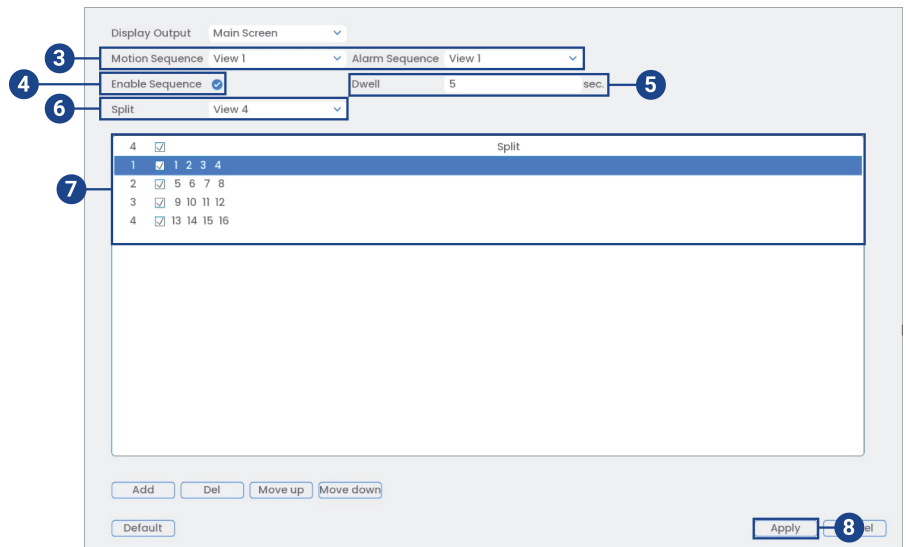 Display Output Main Screen
3 Motion Sequence View 1 Alarm Sequence View 1
4 Enable Sequence Dwell 5 sec. 5
6 Split View 4
4 Split
1 1 2 3 4
7 2 5 6 7 8
3 9 10 11 12
4 13 14 15 16
Add Del Move up Move down
Default Apply 8 el